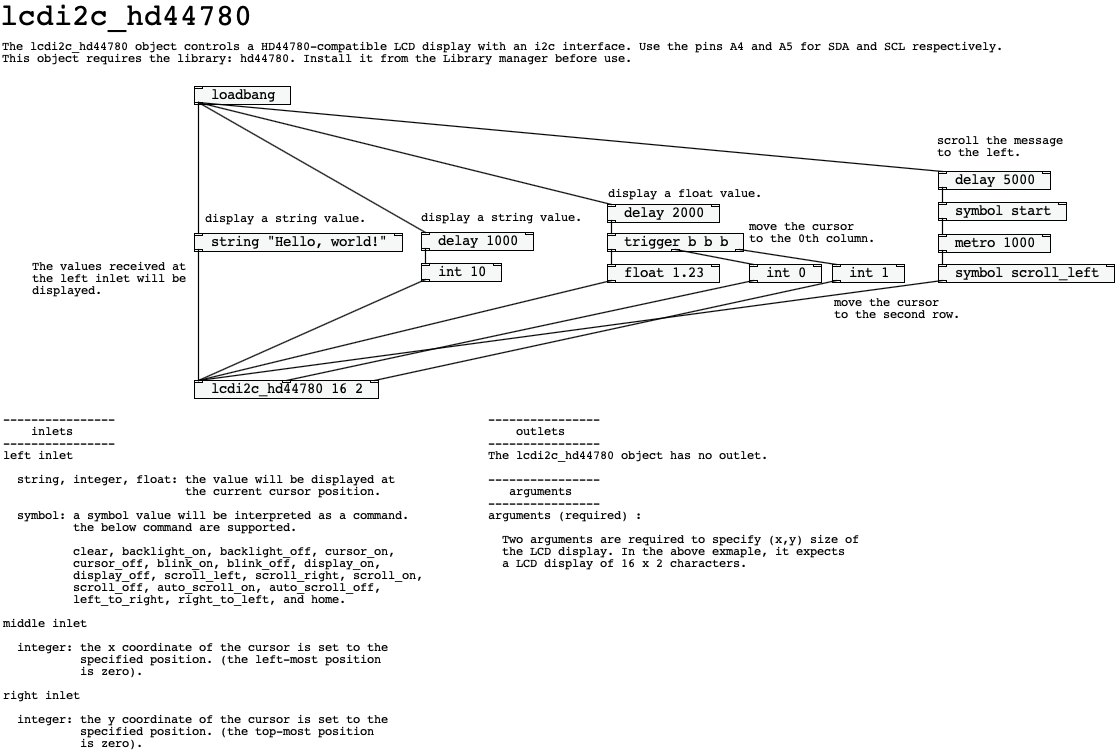 lcdi2c_hd44780
The lcdi2c_hd44780 object controls a HD44780-compatible LCD display with an i2c interface. Use the pins A4 and A5 for SDA and SCL respectively.
This object requires the library: hd44780. Install it from the Library manager before use.
loadbang
scroll the message
to the left.
delay 5000
display a float value.
delay 2000
symbol start
display a string value.
display a string value.
move the cursor
to the 0th column.
string "Hello, world!"
delay 1000
trigger b b b
metro 1000
The values received at
the left inlet will be
displayed.
int 10
float 1.23
int 0
int 1
symbol scroll_left
move the cursor
to the second row.
lcdi2c_hd44780 16 2
----------------
inlets
----------------
left inlet
string, integer, float: the value will be displayed at
the current cursor position.
symbol: a symbol value will be interpreted as a command.
the below command are supported.
clear, backlight_on, backlight_off, cursor_on,
cursor_off, blink_on, blink_off, display_on,
display_off, scroll_left, scroll_right, scroll_on,
scroll_off, auto_scroll_on, auto_scroll_off,
left_to_right, right_to_left, and home.
middle inlet
integer: the x coordinate of the cursor is set to the
specified position. (the left-most position
is zero).
right inlet
integer: the y coordinate of the cursor is set to the
specified position. (the top-most position
is zero).
----------------
outlets
----------------
The lcdi2c_hd44780 object has no outlet.
----------------
arguments
----------------
arguments (required) :
Two arguments are required to specify (x,y) size of
the LCD display. In the above exmaple, it expects
a LCD display of 16 x 2 characters.